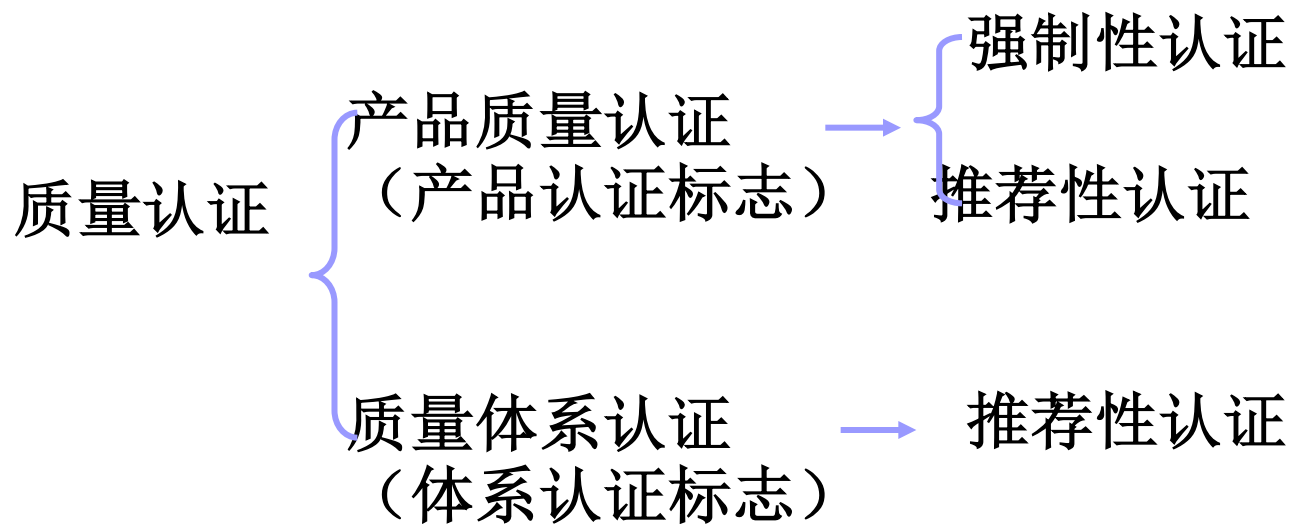 质量认证
产品质量认证
（产品认证标志）
强制性认证
推荐性认证
质量体系认证
（体系认证标志）
推荐性认证